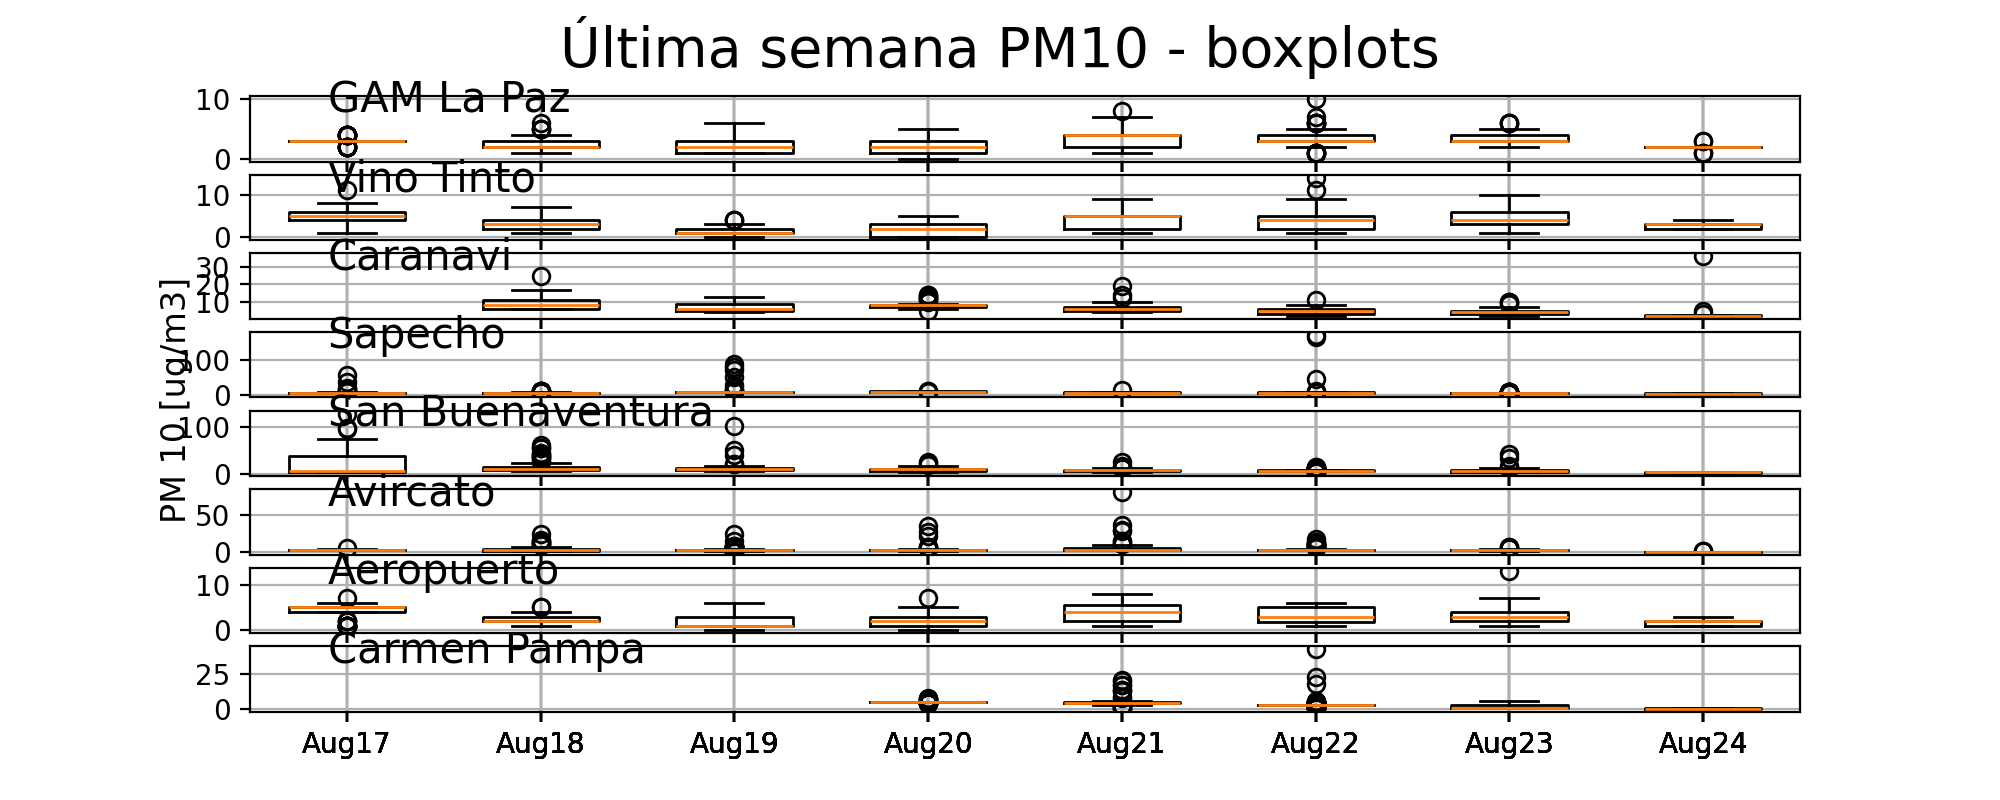 Última semana PM10 - boxplots
GAM La Paz
10
0
Vino Tinto
10
0
Caranavi
30
20
10
Sapecho
100
0
San Buenaventura
100
0
Avircato
50
0
Aeropuerto
10
0
Carmen Pampa
25
0
PM 10 [ug/m3]
Aug17 Aug18 Aug19 Aug20 Aug21 Aug22 Aug23 Aug24